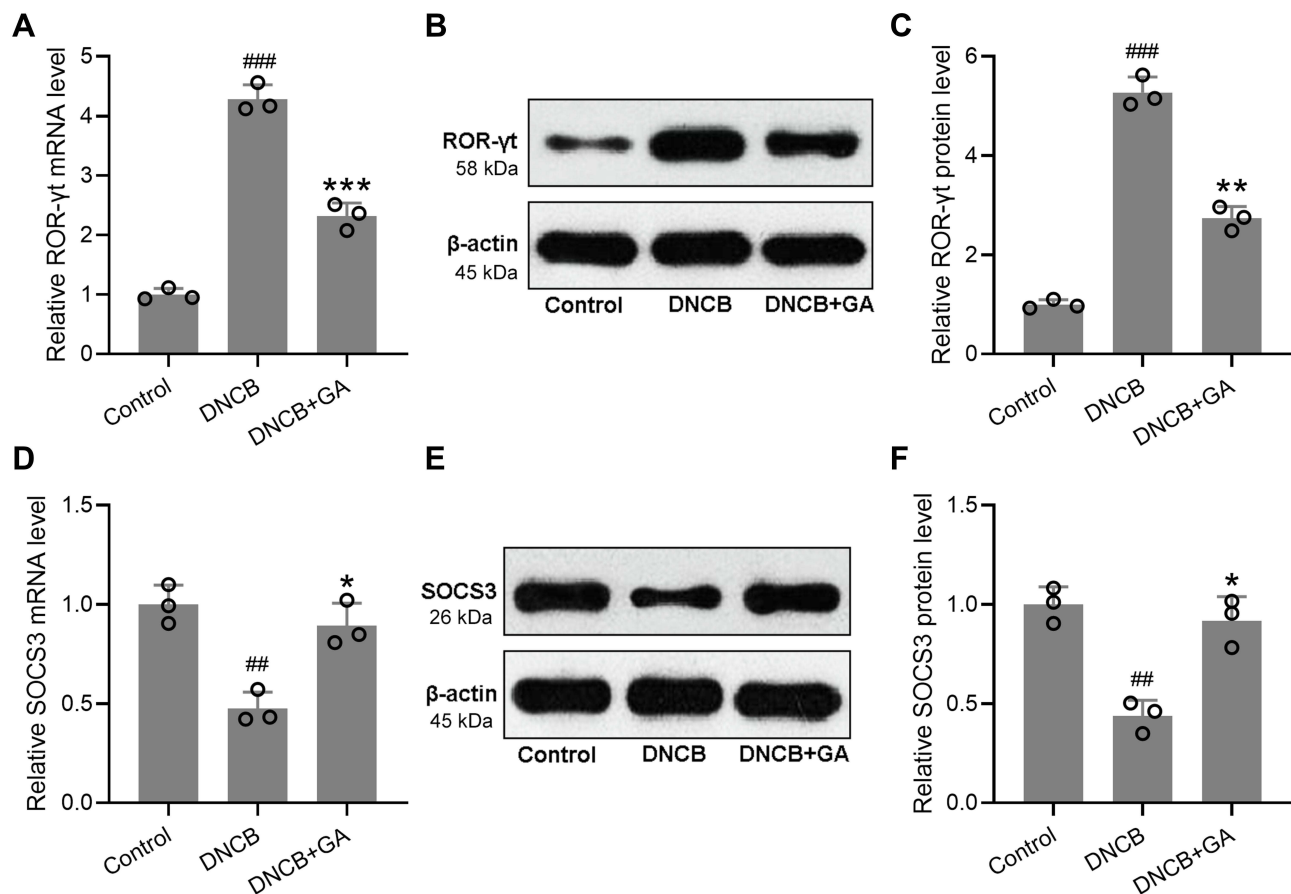 A
Relative ROR-γt mRNA level
5
4
3
2
1
0
###
***
Control
DNCB
DNCB+GA
B
ROR-γt
58 kDa
β-actin
45 kDa
Control DNCB DNCB+GA
C
Relative ROR-γt protein level
6
4
2
0
###
**
Control
DNCB
DNCB+GA
D
Relative SOCS3 mRNA level
1.5
1.0
0.5
0.0
##
*
Control
DNCB
DNCB+GA
E
SOCS3
26 kDa
β-actin
45 kDa
Control DNCB DNCB+GA
F
Relative SOCS3 protein level
1.5
1.0
0.5
0.0
##
*
Control
DNCB
DNCB+GA